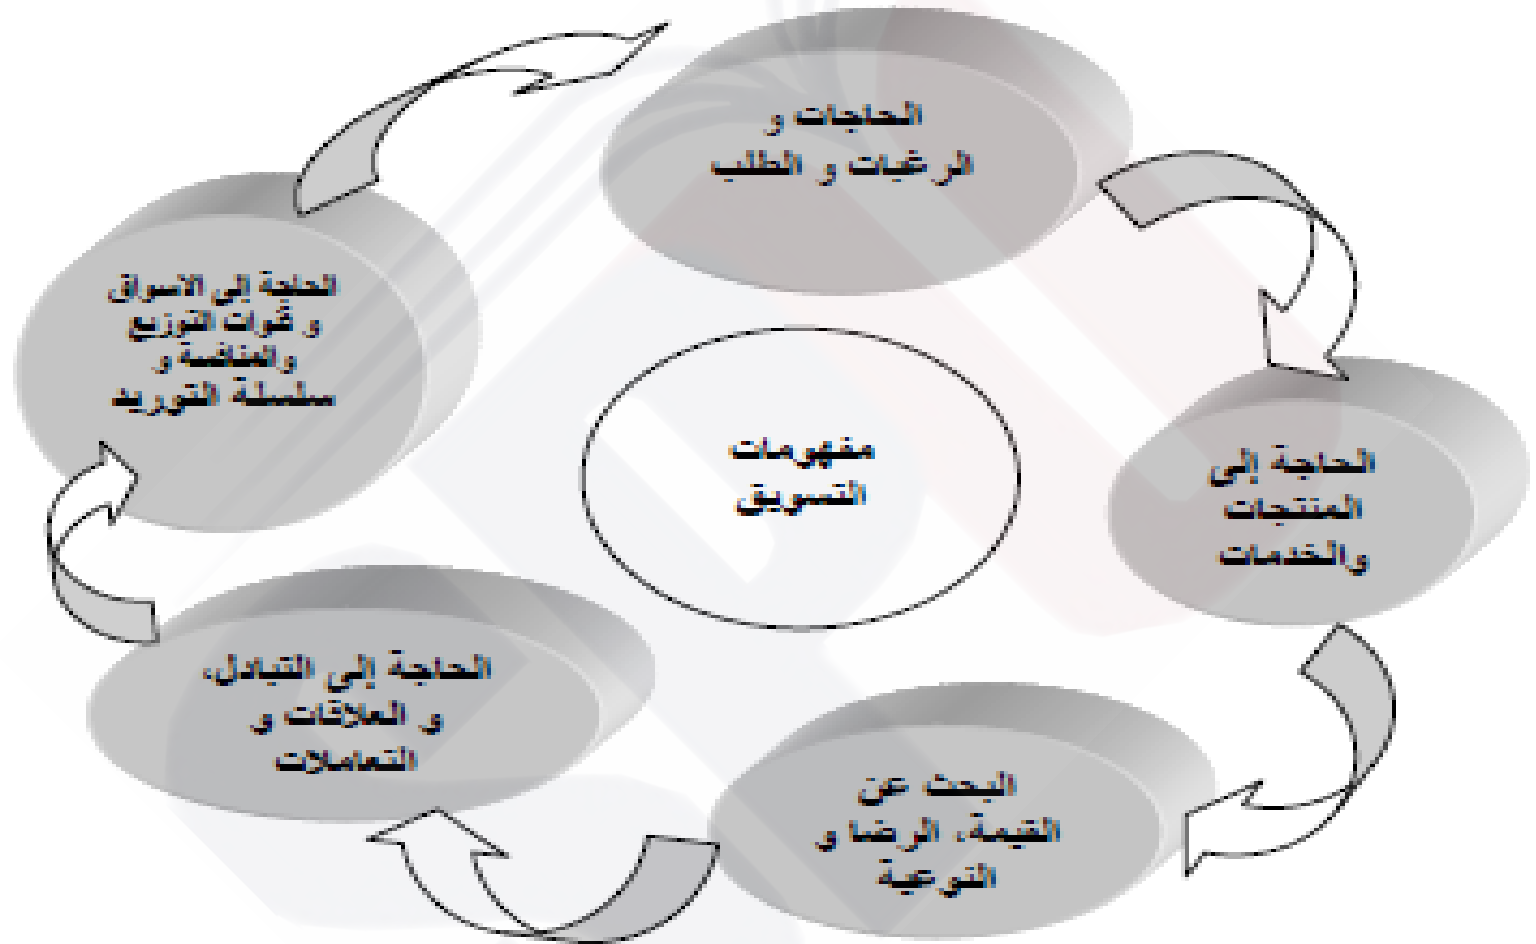 الحاجات و
الرغبات و الطلب
الحاجة إلى
المنتجات
والخدمات
البحث عن
القيمة، الرضا و
النوعية
الحاجة إلى التبادل،
و العلاقات و
التعاملات
الحاجة إلى الاسواق
و قنوات التوزيع
والمنافسة و
سلسلة التوريد
مفهومات
التسويق